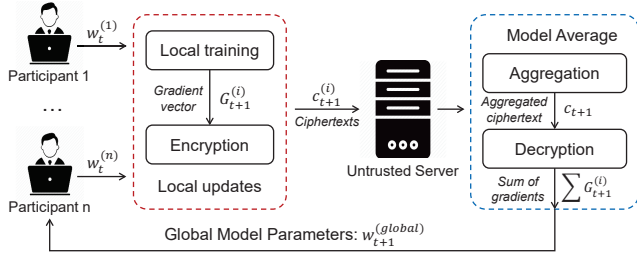 Participant 1
...
Participant n
w_t^{(1)}
w_t^{(n)}
Local training
Gradient
vector
G_{t+1}^{(i)}
Encryption
Local updates
c_{t+1}^{(i)}
Ciphertexts
Untrusted Server
Model Average
Aggregation
Aggregated
ciphertext
c_{t+1}
Decryption
Sum of
gradients
∑ G_{t+1}^{(i)}
Global Model Parameters: w_{t+1}^{(global)}